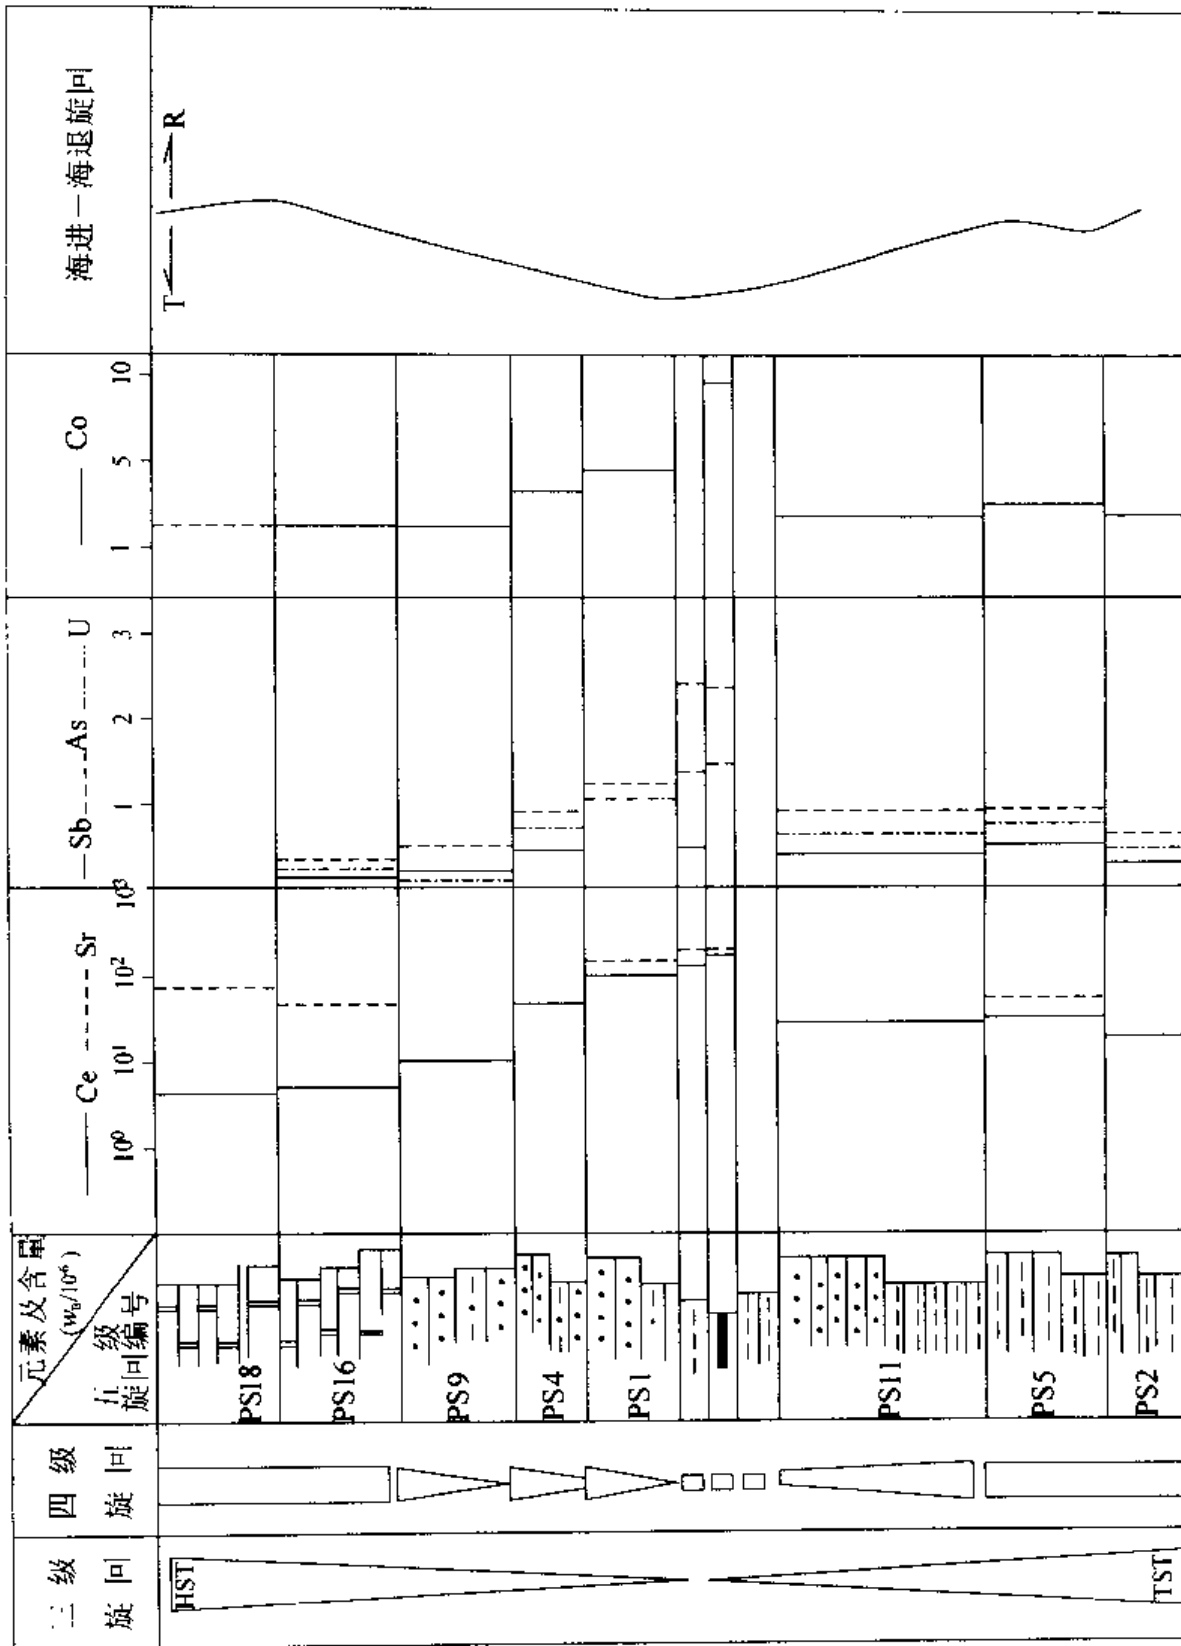 三级旋回
四级旋回
元素及含量
(w_B/10⁻⁶)
五级旋回编号
—— Ce ----- Sr
10⁰ 10¹ 10² 10³
—— Sb ----- As —·— U
1 2 3
—— Co
1 5 10
海进—海退旋回
T R
HST
PS18
PS16
PS9
PS4
PS1
PS11
PS5
PS2
TST